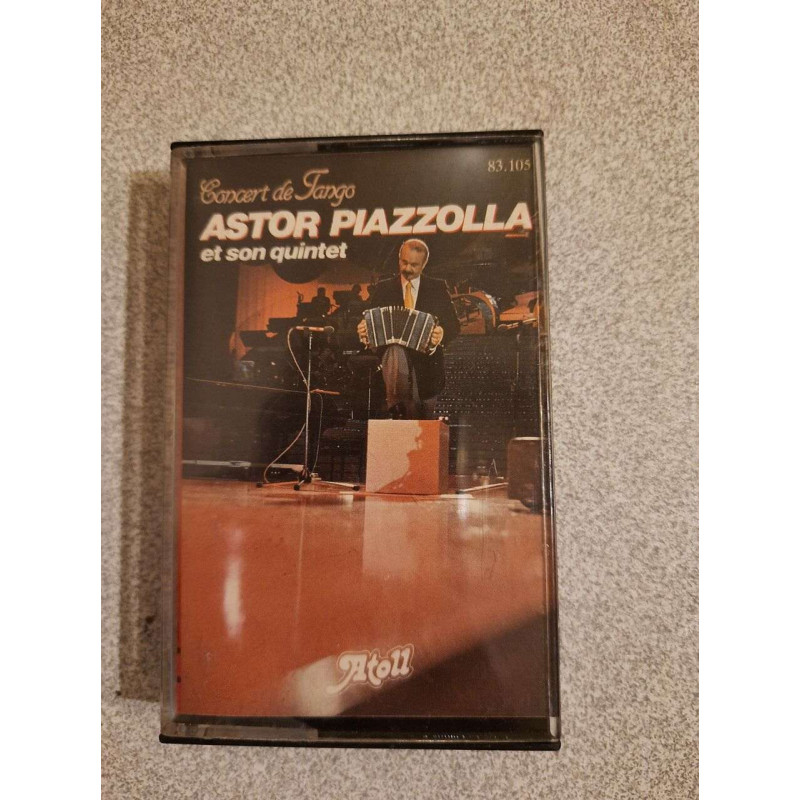 83.105
Concert de Tango
ASTOR PIAZZOLLA
et son quintet
Atoll